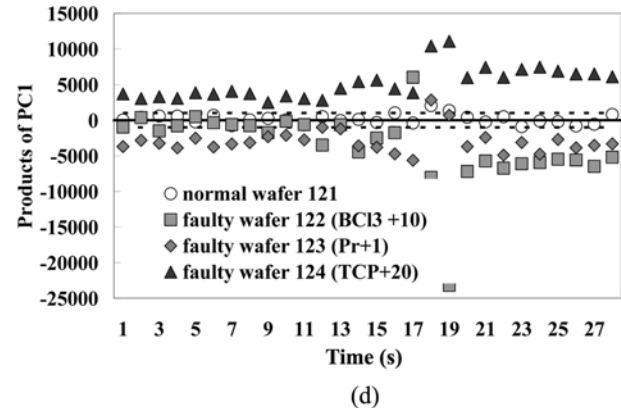 15000
10000
5000
0
-5000
-10000
-15000
-20000
-25000
Products of PC1
normal wafer 121
faulty wafer 122 (BCl3 +10)
faulty wafer 123 (Pr+1)
faulty wafer 124 (TCP+20)
1 3 5 7 9 11 13 15 17 19 21 23 25 27
Time (s)
(d)